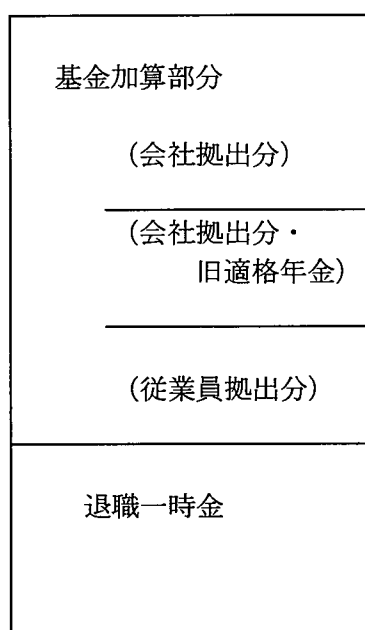 基金加算部分
(会社拠出分)
(会社拠出分・
旧適格年金)
(従業員拠出分)
退職一時金